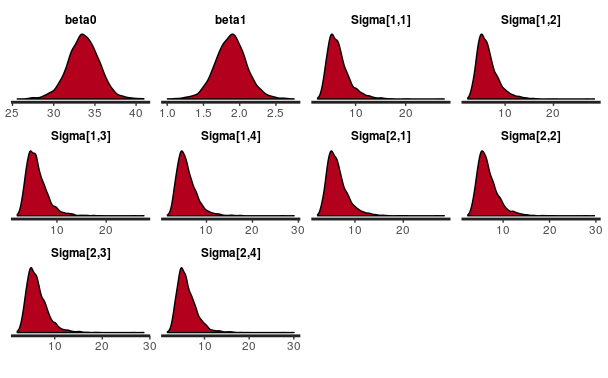 beta0 beta1 Sigma[1,1] Sigma[1,2]
25 30 35 40 1.0 1.5 2.0 2.5 10 20 10 20
Sigma[1,3] Sigma[1,4] Sigma[2,1] Sigma[2,2]
10 20 10 20 30 10 20 10 20 30
Sigma[2,3] Sigma[2,4]
10 20 30 10 20 30